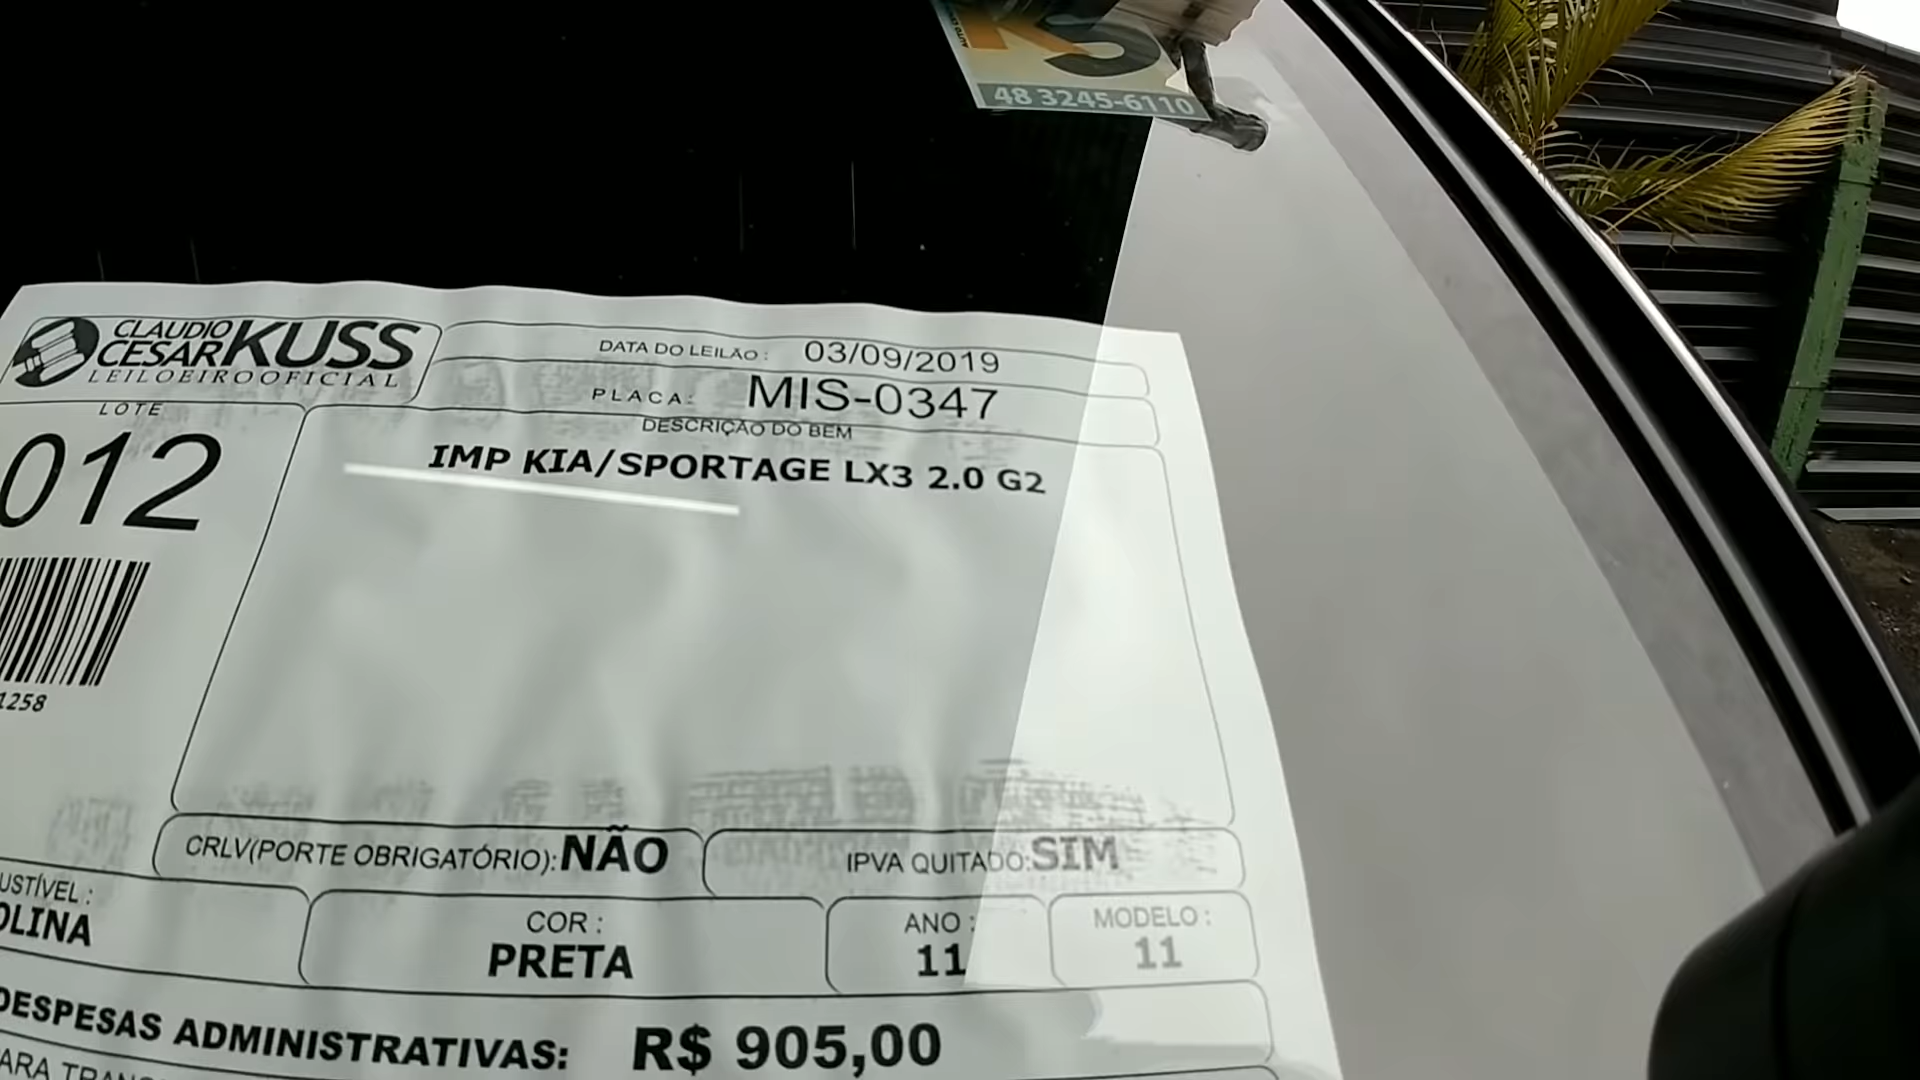 KS
48 3245-6110
CLAUDIO
CESAR KUSS
LEILOEIRO OFICIAL
DATA DO LEILÃO : 03/09/2019
PLACA: MIS-0347
LOTE
012
DESCRIÇÃO DO BEM
IMP KIA/SPORTAGE LX3 2.0 G2
1258
CRLV(PORTE OBRIGATÓRIO): NÃO
IPVA QUITADO: SIM
USTÍVEL :
OLINA
COR :
PRETA
ANO :
11
MODELO :
11
DESPESAS ADMINISTRATIVAS: R$ 905,00